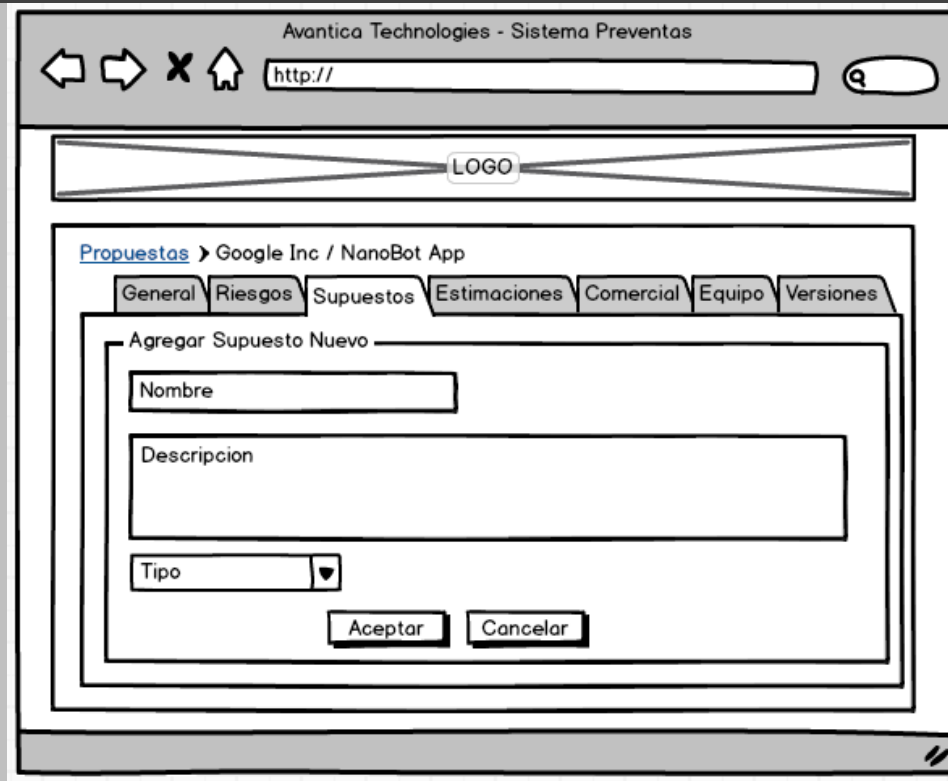 Avantica Technologies - Sistema Preventas
http://
LOGO
Propuestas > Google Inc / NanoBot App
General Riesgos Supuestos Estimaciones Comercial Equipo Versiones
Agregar Supuesto Nuevo
Nombre
Descripcion
Tipo
Aceptar Cancelar